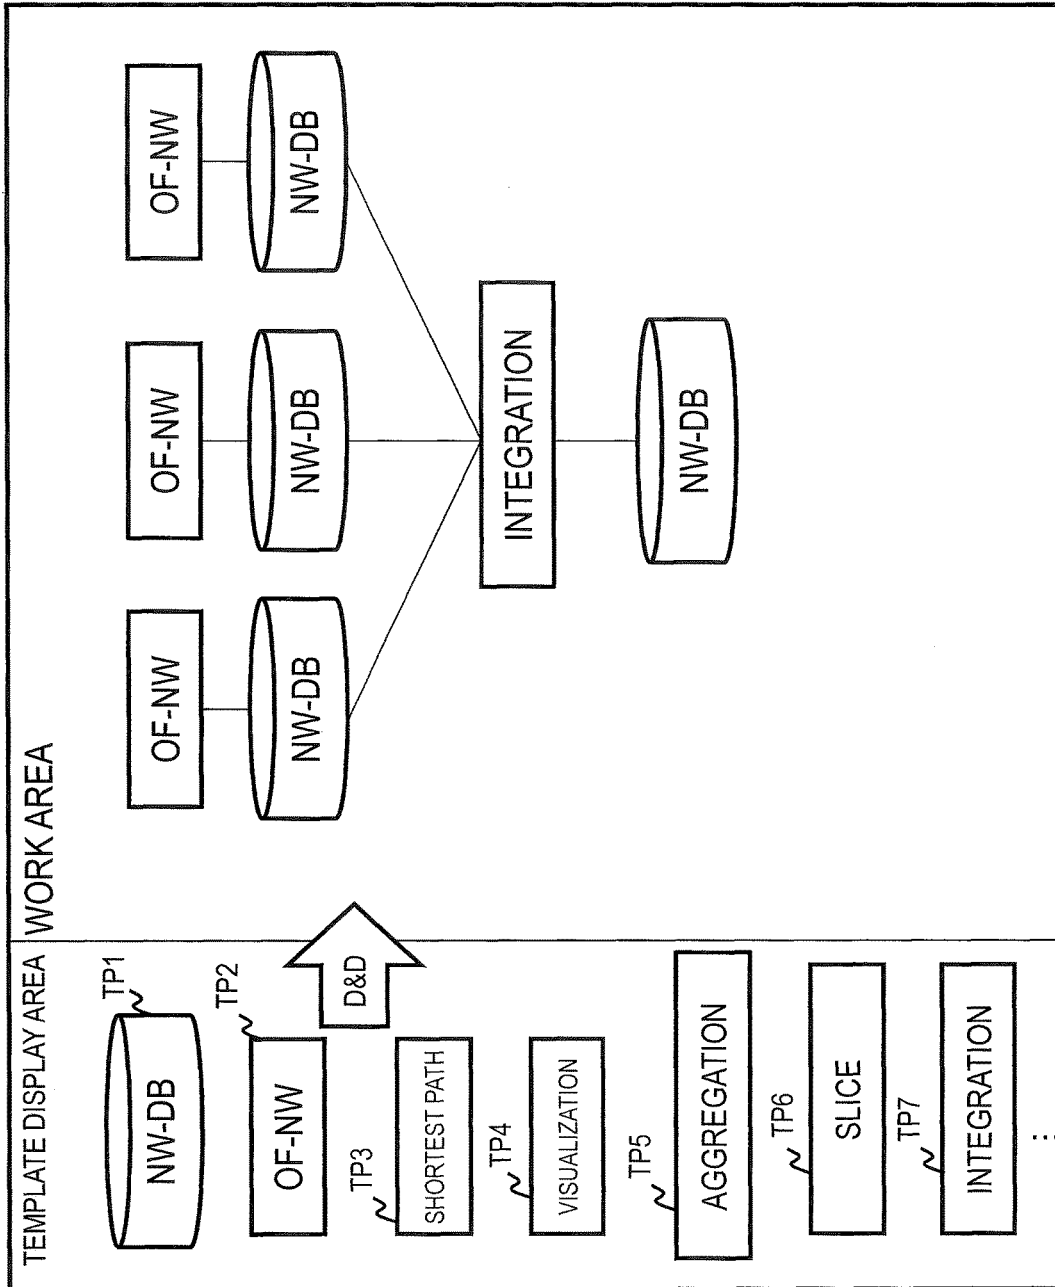 TEMPLATE DISPLAY AREA
TP1
NW-DB
TP2
OF-NW
D&D
TP3
SHORTEST PATH
TP4
VISUALIZATION
TP5
AGGREGATION
TP6
SLICE
TP7
INTEGRATION
⋮
WORK AREA
OF-NW
OF-NW
OF-NW
NW-DB
NW-DB
NW-DB
INTEGRATION
NW-DB